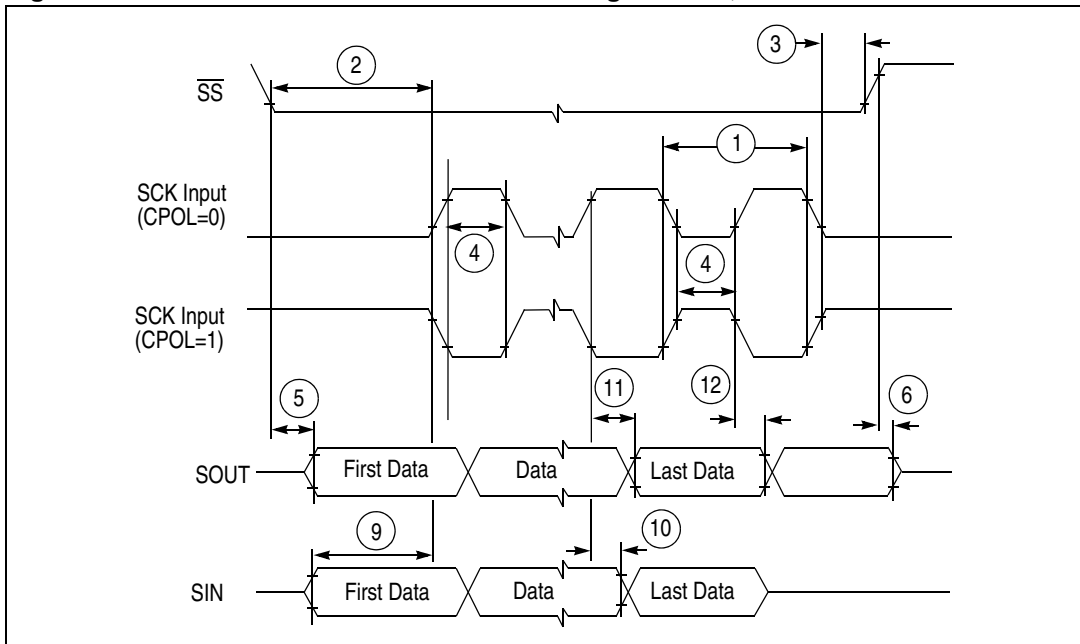 3
2
SS
1
SCK Input
(CPOL=0)
4
4
SCK Input
(CPOL=1)
11
12
5
6
SOUT
First Data
Data
Last Data
9
10
SIN
First Data
Data
Last Data